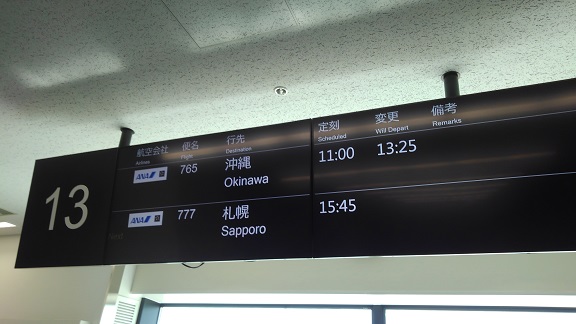 13
航空会社 便名 行先 定刻 変更 備考
Airlines Flight Destination Scheduled Will Depart Remarks
ANA 765 沖縄 11:00 13:25
Okinawa
ANA 777 札幌 15:45
Sapporo